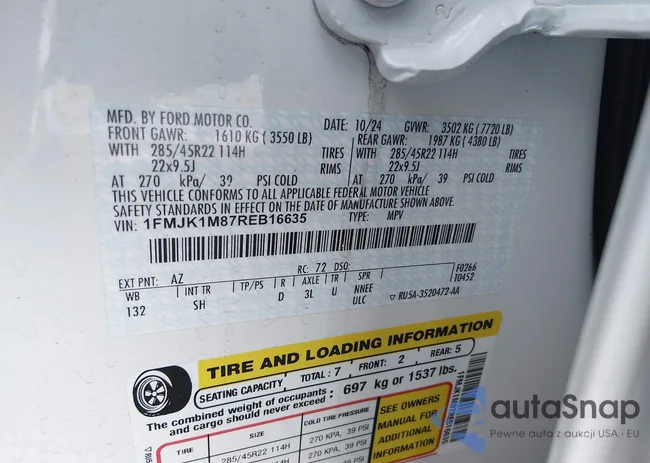 MFD. BY FORD MOTOR CO.
DATE: 10/24 GVWR: 3502 KG ( 7720 LB)
FRONT GAWR: 1610 KG ( 3550 LB)
REAR GAWR: 1987 KG ( 4380 LB)
WITH 285/45R22 114H TIRES
WITH 285/45R22 114H TIRES
22x9.5J RIMS
22x9.5J RIMS
AT 270 kPa/ 39 PSI COLD
AT 270 kPa/ 39 PSI COLD
THIS VEHICLE CONFORMS TO ALL APPLICABLE FEDERAL MOTOR VEHICLE
SAFETY STANDARDS IN EFFECT ON THE DATE OF MANUFACTURE SHOWN ABOVE.
VIN: 1FMJK1M87REB16635
TYPE: MPV
EXT PNT: AZ RC: 72 DSO: F0266
WB INT TR TP/PS R AXLE TR SPR T0452
132 SH D 3L U NNEE
ULC
▽ RU5A-3520472-AA
TIRE AND LOADING INFORMATION
SEATING CAPACITY TOTAL: 7 FRONT: 2 REAR: 5
The combined weight of occupants
and cargo should never exceed : 697 kg or 1537 lbs.
TIRE SIZE COLD TIRE PRESSURE
285/45R22 114H 270 KPA, 39 PSI
SEE OWNERS
MANUAL FOR
ADDITIONAL
INFORMATION
autaSnap
Pewne auta z aukcji USA i EU